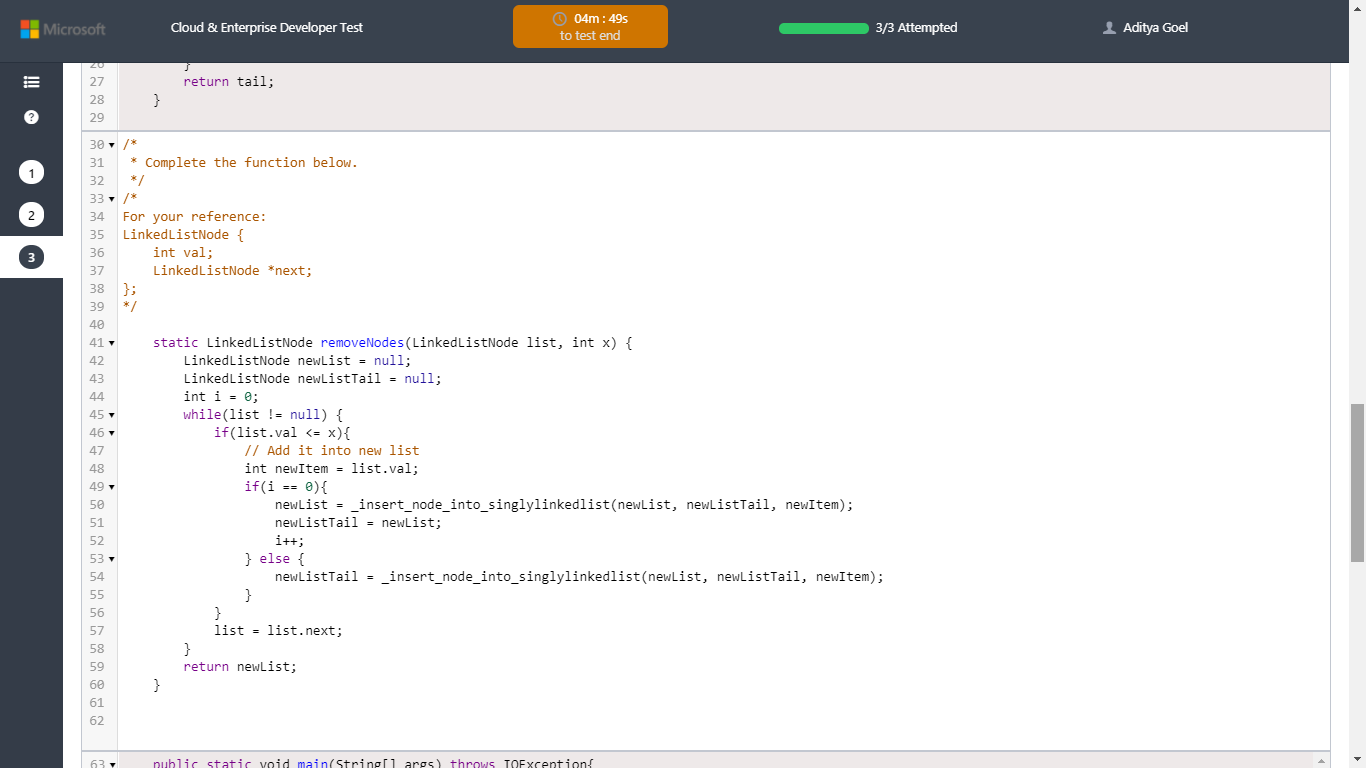 Microsoft
Cloud & Enterprise Developer Test
04m : 49s
to test end
3/3 Attempted
Aditya Goel
?
1
2
3
26 }
27 return tail;
28 }
29
30 /*
31 * Complete the function below.
32 */
33 /*
34 For your reference:
35 LinkedListNode {
36 int val;
37 LinkedListNode *next;
38 };
39 */
40
41 static LinkedListNode removeNodes(LinkedListNode list, int x) {
42 LinkedListNode newList = null;
43 LinkedListNode newListTail = null;
44 int i = 0;
45 while(list != null) {
46 if(list.val <= x){
47 // Add it into new list
48 int newItem = list.val;
49 if(i == 0){
50 newList = _insert_node_into_singlylinkedlist(newList, newListTail, newItem);
51 newListTail = newList;
52 i++;
53 } else {
54 newListTail = _insert_node_into_singlylinkedlist(newList, newListTail, newItem);
55 }
56 }
57 list = list.next;
58 }
59 return newList;
60 }
61
62
63 public static void main(String[] args) throws IOException{